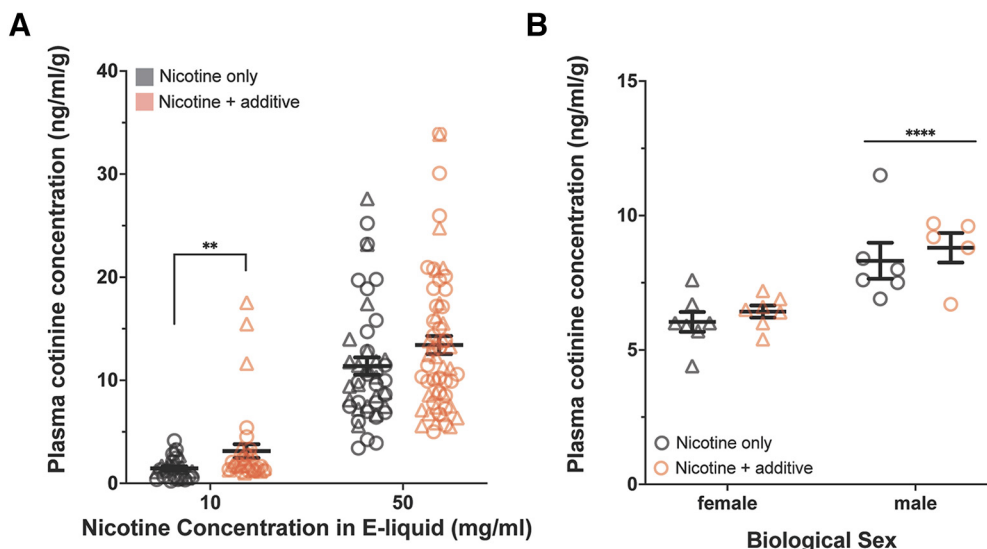 A
Plasma cotinine concentration (ng/ml/g)
40
30
20
10
0
Nicotine only
Nicotine + additive
**
10
50
Nicotine Concentration in E-liquid (mg/ml)
B
Plasma cotinine concentration (ng/ml/g)
15
10
5
0
****
Nicotine only
Nicotine + additive
female
male
Biological Sex